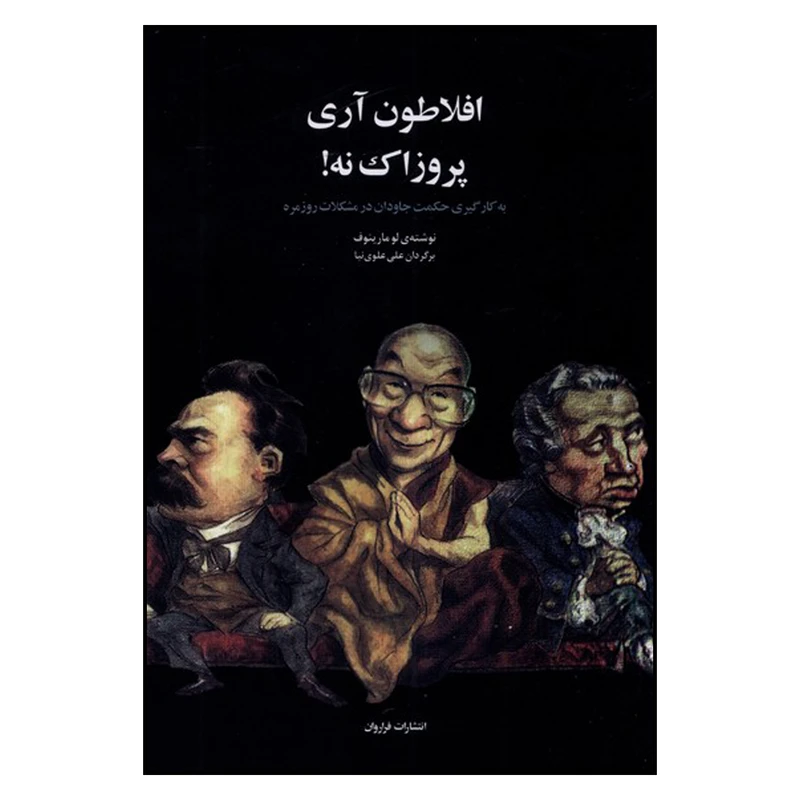 افلاطون آری
پروزاک نه!
به کارگیری حکمت جاودان در مشکلات روزمره
نوشته‌ی لو مارینوف
برگردان علی علوی‌نیا
انتشارات فراروان